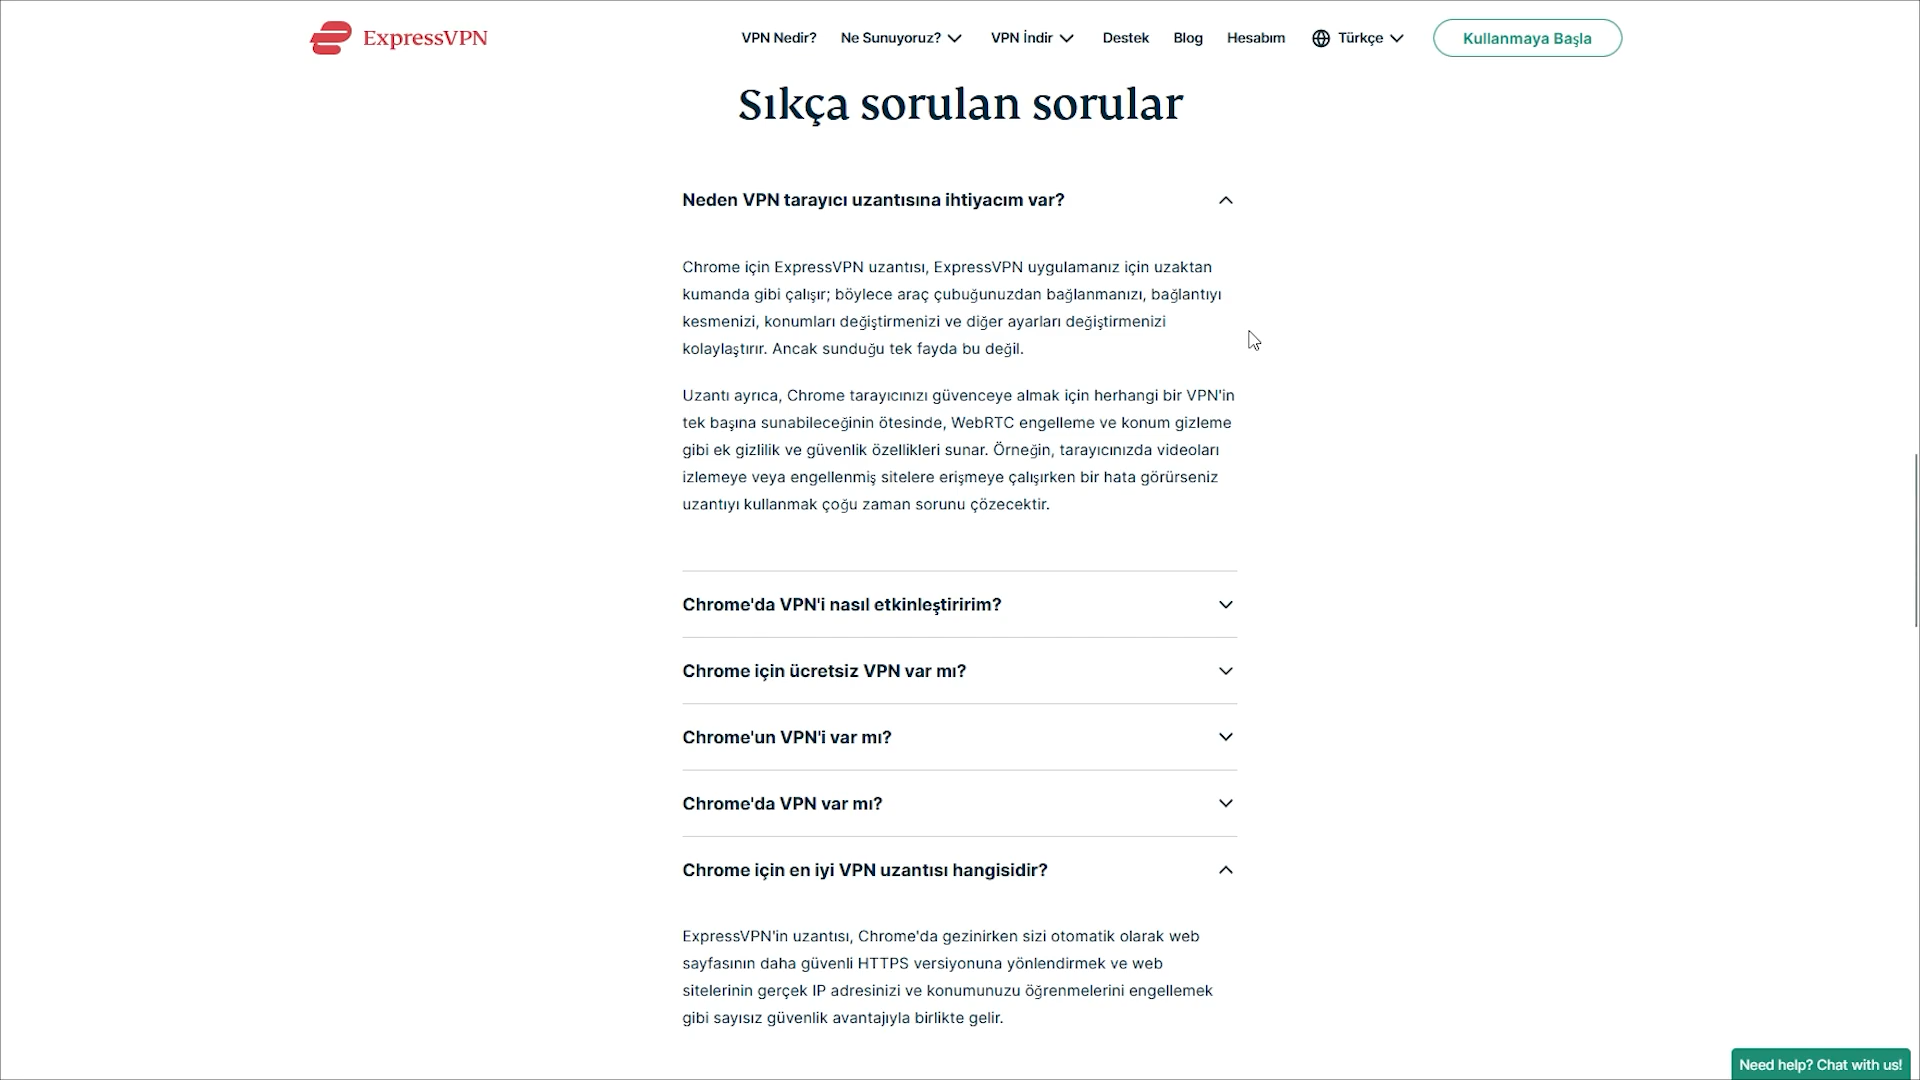 ExpressVPN
VPN Nedir? Ne Sunuyoruz? VPN İndir Destek Blog Hesabım Türkçe Kullanmaya Başla
Sıkça sorulan sorular
Neden VPN tarayıcı uzantısına ihtiyacım var?
Chrome için ExpressVPN uzantısı, ExpressVPN uygulamanız için uzaktan
kumanda gibi çalışır; böylece araç çubuğunuzdan bağlanmanızı, bağlantıyı
kesmenizi, konumları değiştirmenizi ve diğer ayarları değiştirmenizi
kolaylaştırır. Ancak sunduğu tek fayda bu değil.
Uzantı ayrıca, Chrome tarayıcınızı güvenceye almak için herhangi bir VPN'in
tek başına sunabileceğinin ötesinde, WebRTC engelleme ve konum gizleme
gibi ek gizlilik ve güvenlik özellikleri sunar. Örneğin, tarayıcınızda videoları
izlemeye veya engellenmiş sitelere erişmeye çalışırken bir hata görürseniz
uzantıyı kullanmak çoğu zaman sorunu çözecektir.
Chrome'da VPN'i nasıl etkinleştiririm?
Chrome için ücretsiz VPN var mı?
Chrome'un VPN'i var mı?
Chrome'da VPN var mı?
Chrome için en iyi VPN uzantısı hangisidir?
ExpressVPN'in uzantısı, Chrome'da gezinirken sizi otomatik olarak web
sayfasının daha güvenli HTTPS versiyonuna yönlendirmek ve web
sitelerinin gerçek IP adresinizi ve konumunuzu öğrenmelerini engellemek
gibi sayısız güvenlik avantajıyla birlikte gelir.
Need help? Chat with us!